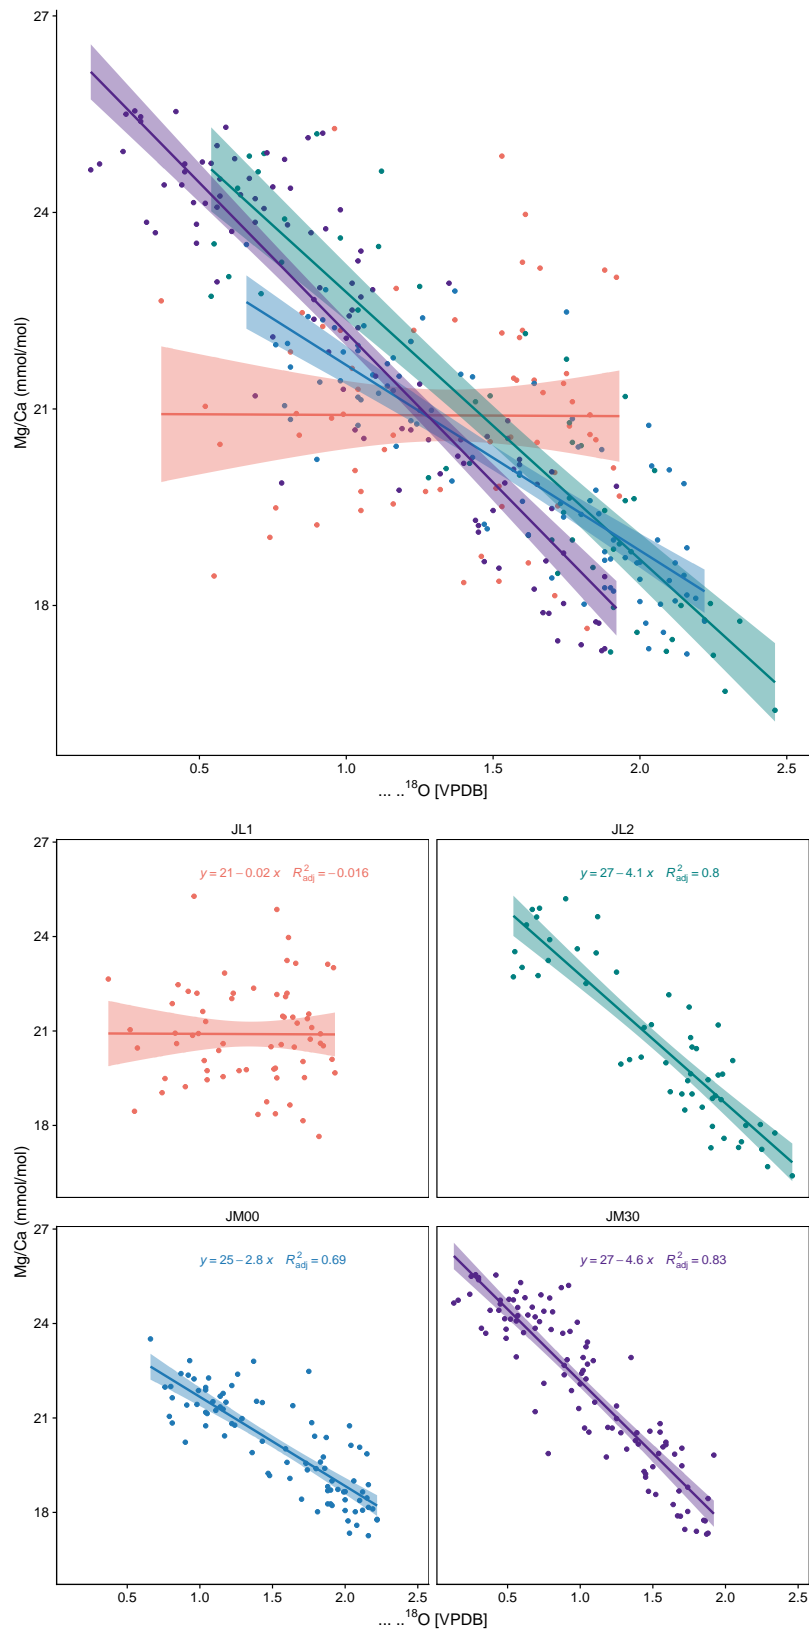 27
24
21
18
Mg/Ca (mmol/mol)
0.5 1.0 1.5 2.0 2.5
... ..¹⁸O [VPDB]
JL1 JL2
27
24
21
18
y = 21 − 0.02 x R²adj = −0.016
y = 27 − 4.1 x R²adj = 0.8
Mg/Ca (mmol/mol)
JM00 JM30
27
24
21
18
y = 25 − 2.8 x R²adj = 0.69
y = 27 − 4.6 x R²adj = 0.83
0.5 1.0 1.5 2.0 2.5 0.5 1.0 1.5 2.0 2.5
... ..¹⁸O [VPDB]